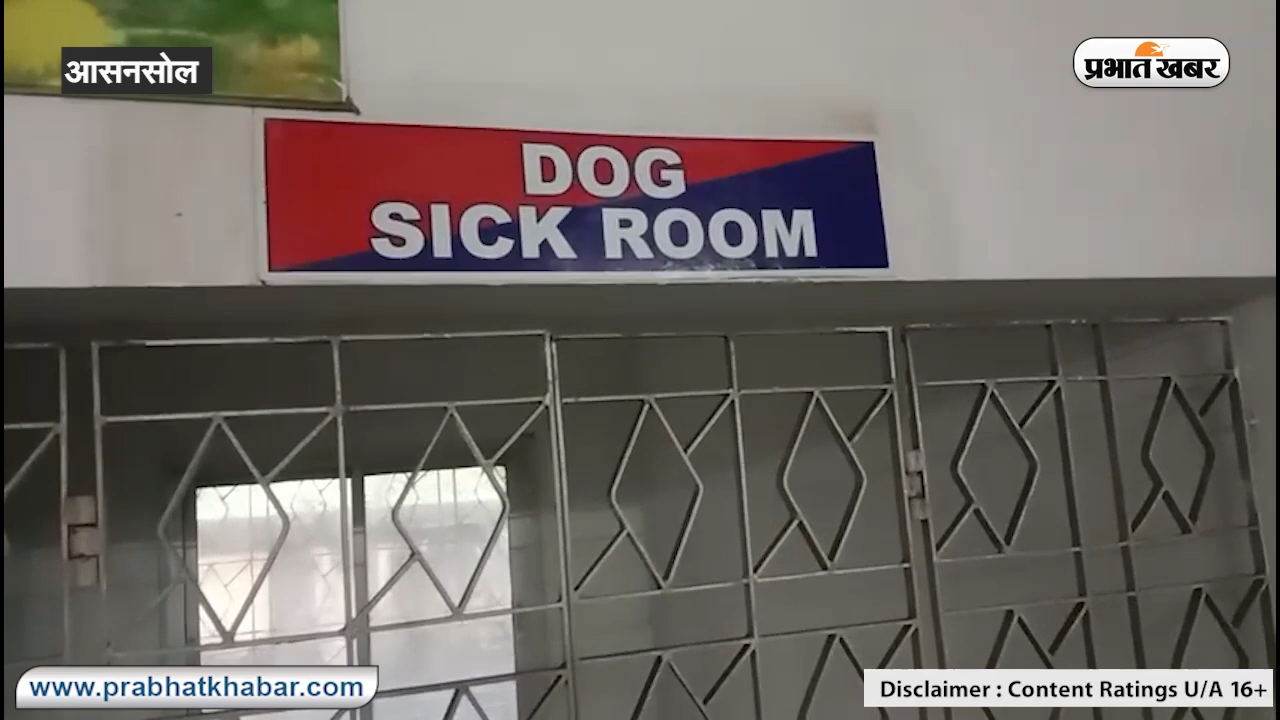 आसनसोल
प्रभात खबर
DOG
SICK ROOM
www.prabhatkhabar.com
Disclaimer : Content Ratings U/A 16+